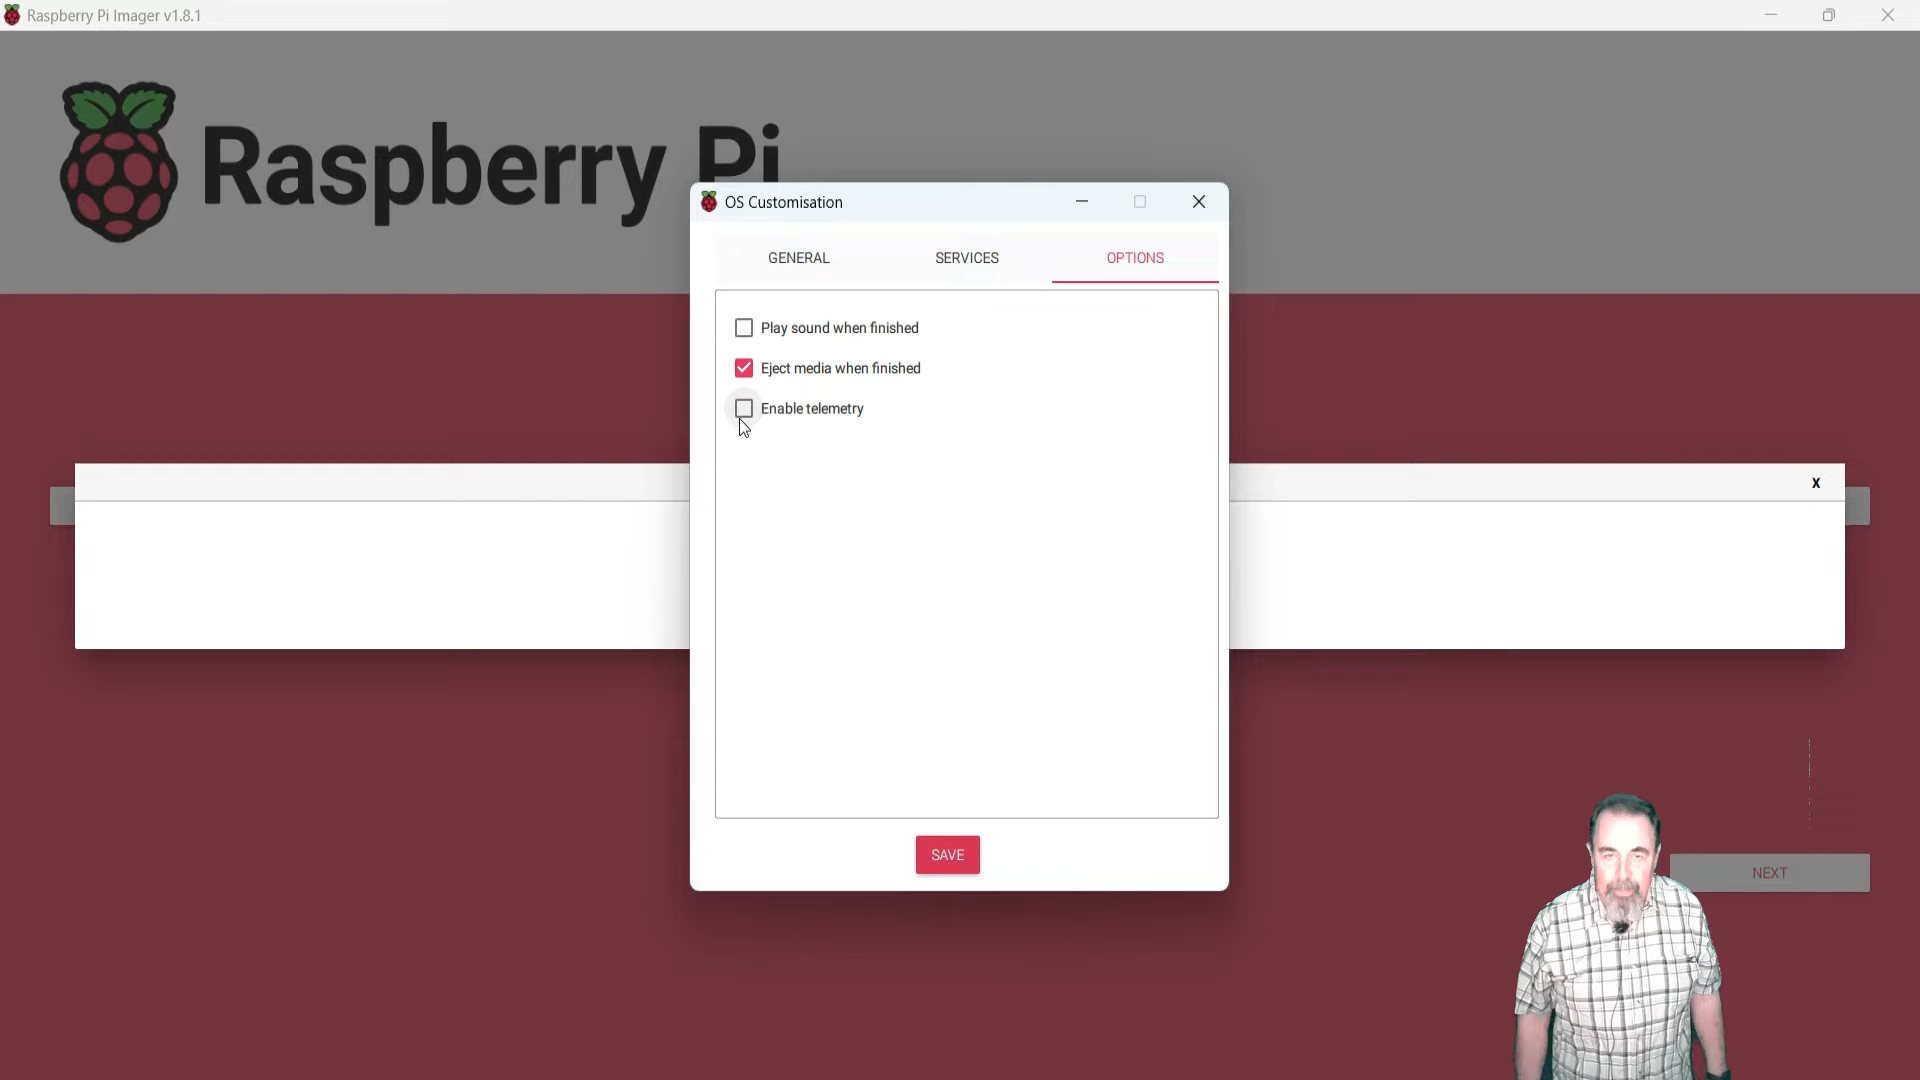 Raspberry Pi Imager v1.8.1
Raspberry Pi
OS Customisation
GENERAL
SERVICES
OPTIONS
Play sound when finished
Eject media when finished
Enable telemetry
X
SAVE
NEXT